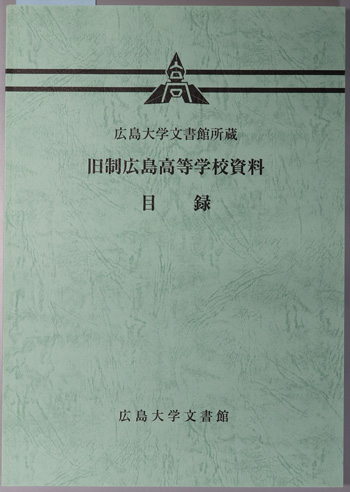 広島大学文書館所蔵
旧制広島高等学校資料
目 録
広島大学文書館